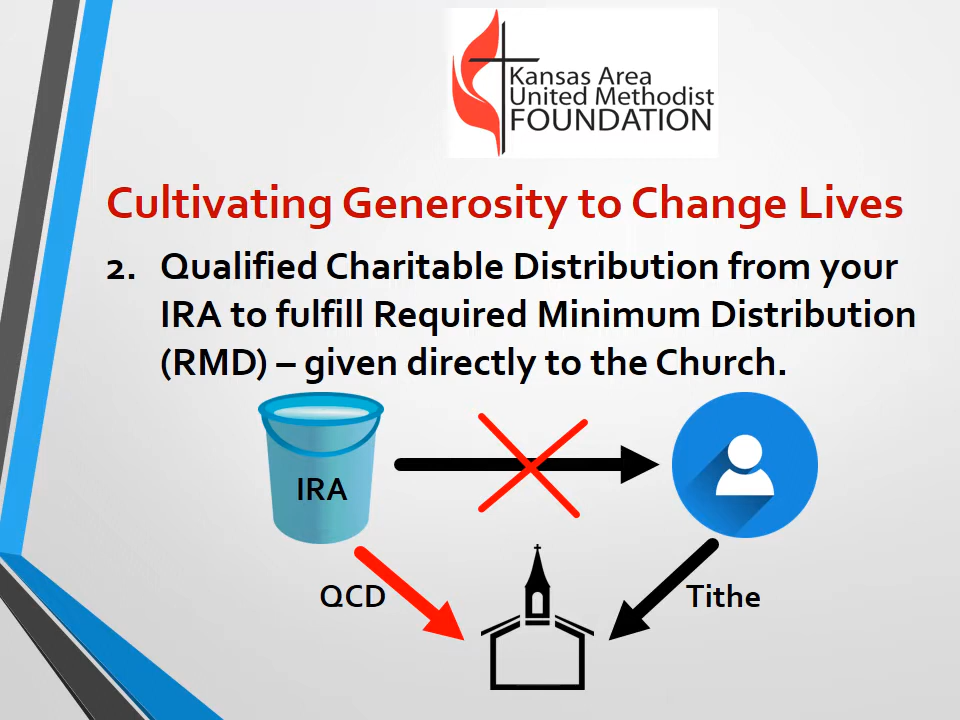 Kansas Area
United Methodist
FOUNDATION
Cultivating Generosity to Change Lives
2. Qualified Charitable Distribution from your
IRA to fulfill Required Minimum Distribution
(RMD) – given directly to the Church.
IRA
QCD
Tithe